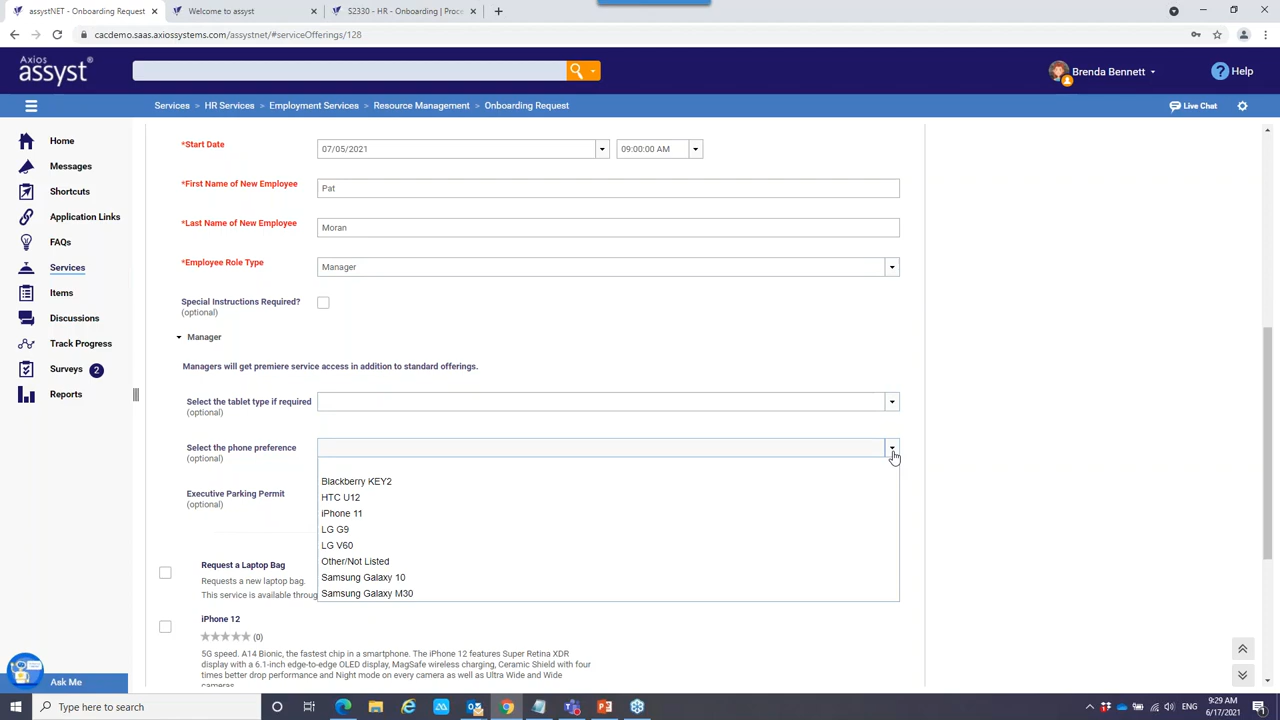 assystNET - Onboarding Request
Welcome to assyst
S2330 - HR - Onboarding | Proce
cacdemo.saas.axiossystems.com/assystnet/#serviceOfferings/128
Axios
assyst
Brenda Bennett
Help
Services > HR Services > Employment Services > Resource Management > Onboarding Request
Live Chat
Home
Messages
Shortcuts
Application Links
FAQs
Services
Items
Discussions
Track Progress
Surveys 2
Reports
Ask Me
*Start Date
07/05/2021
09:00:00 AM
*First Name of New Employee
Pat
*Last Name of New Employee
Moran
*Employee Role Type
Manager
Special Instructions Required?
(optional)
Manager
Managers will get premiere service access in addition to standard offerings.
Select the tablet type if required
(optional)
Select the phone preference
(optional)
Blackberry KEY2
HTC U12
iPhone 11
LG G9
LG V60
Other/Not Listed
Samsung Galaxy 10
Samsung Galaxy M30
Executive Parking Permit
(optional)
Request a Laptop Bag
Requests a new laptop bag.
This service is available throug
iPhone 12
(0)
5G speed. A14 Bionic, the fastest chip in a smartphone. The iPhone 12 features Super Retina XDR
display with a 6.1-inch edge-to-edge OLED display, MagSafe wireless charging, Ceramic Shield with four
times better drop performance and Night mode on every camera as well as Ultra Wide and Wide
cameras.
Type here to search
9:29 AM
6/17/2021